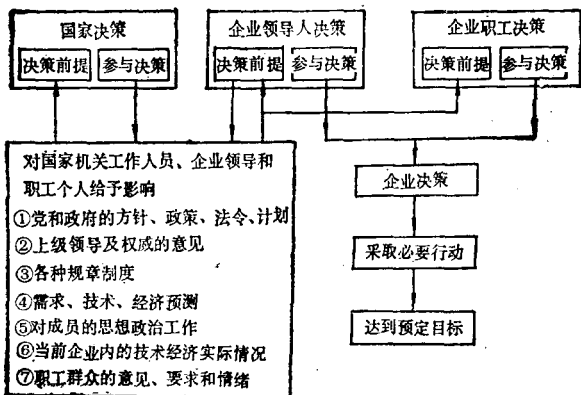 国家决策
决策前提 参与决策
企业领导人决策
决策前提 参与决策
企业职工决策
决策前提 参与决策
对国家机关工作人员、企业领导和
职工个人给予影响
①党和政府的方针、政策、法令、计划
②上级领导及权威的意见
③各种规章制度
④需求、技术、经济预测
⑤对成员的思想政治工作
⑥当前企业内的技术经济实际情况
⑦职工群众的意见、要求和情绪
企业决策
采取必要行动
达到预定目标